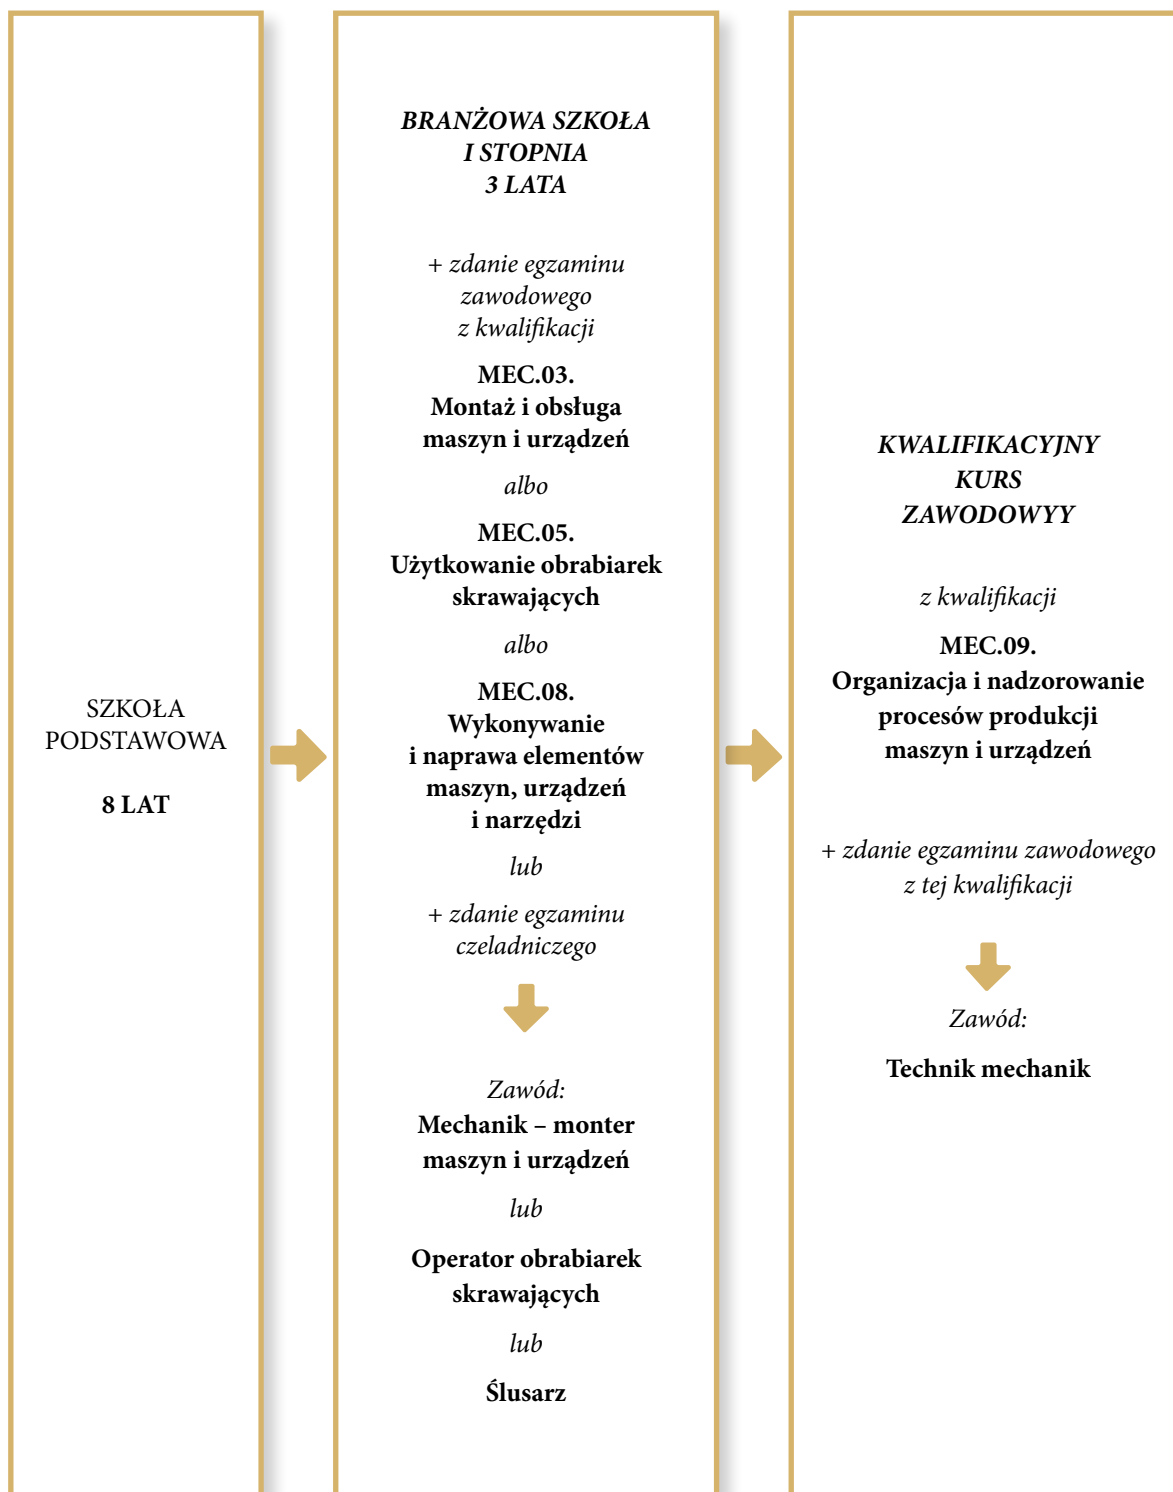 SZKOŁA
PODSTAWOWA
8 LAT
BRANŻOWA SZKOŁA
I STOPNIA
3 LATA
+ zdanie egzaminu
zawodowego
z kwalifikacji
MEC.03.
Montaż i obsługa
maszyn i urządzeń
albo
MEC.05.
Użytkowanie obrabiarek
skrawających
albo
MEC.08.
Wykonywanie
i naprawa elementów
maszyn, urządzeń
i narzędzi
lub
+ zdanie egzaminu
czeladniczego
Zawód:
Mechanik – monter
maszyn i urządzeń
lub
Operator obrabiarek
skrawających
lub
Ślusarz
KWALIFIKACYJNY
KURS
ZAWODOWYY
z kwalifikacji
MEC.09.
Organizacja i nadzorowanie
procesów produkcji
maszyn i urządzeń
+ zdanie egzaminu zawodowego
z tej kwalifikacji
Zawód:
Technik mechanik